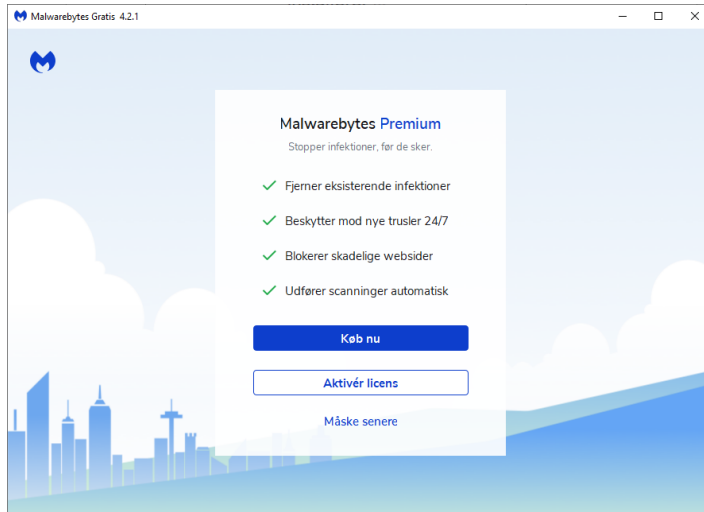 Malwarebytes Gratis 4.2.1
Malwarebytes Premium
Stopper infektioner, før de sker.
Fjerner eksisterende infektioner
Beskytter mod nye trusler 24/7
Blokerer skadelige websider
Udfører scanninger automatisk
Køb nu
Aktivér licens
Måske senere